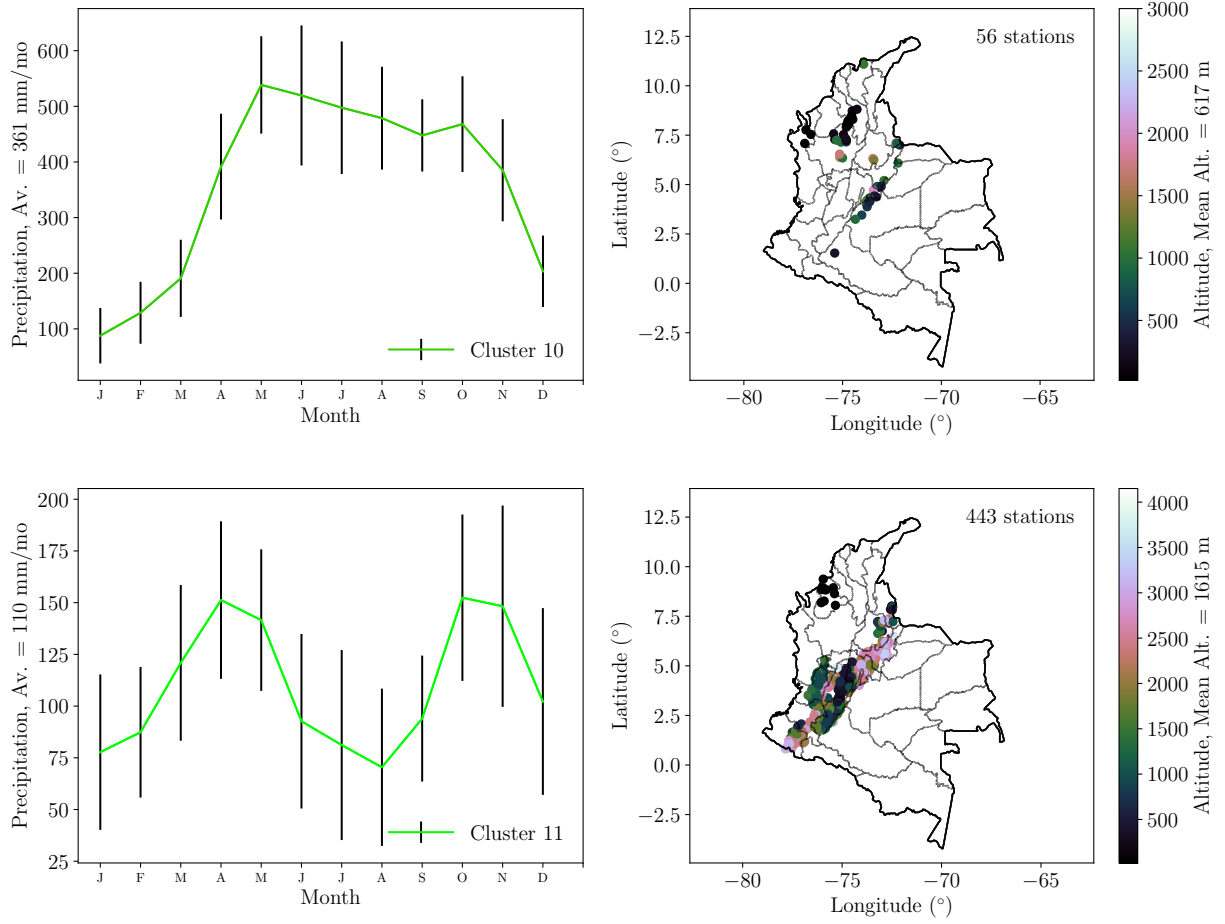 600
500
400
300
200
100
Precipitation, Av. = 361 mm/mo
J F M A M J J A S O N D
Month
Cluster 10
56 stations
12.5
10.0
7.5
5.0
2.5
0.0
−2.5
Latitude (°)
−80 −75 −70 −65
Longitude (°)
3000
2500
2000
1500
1000
500
Altitude, Mean Alt. = 617 m
200
175
150
125
100
75
50
25
Precipitation, Av. = 110 mm/mo
J F M A M J J A S O N D
Month
Cluster 11
443 stations
12.5
10.0
7.5
5.0
2.5
0.0
−2.5
Latitude (°)
−80 −75 −70 −65
Longitude (°)
4000
3500
3000
2500
2000
1500
1000
500
Altitude, Mean Alt. = 1615 m